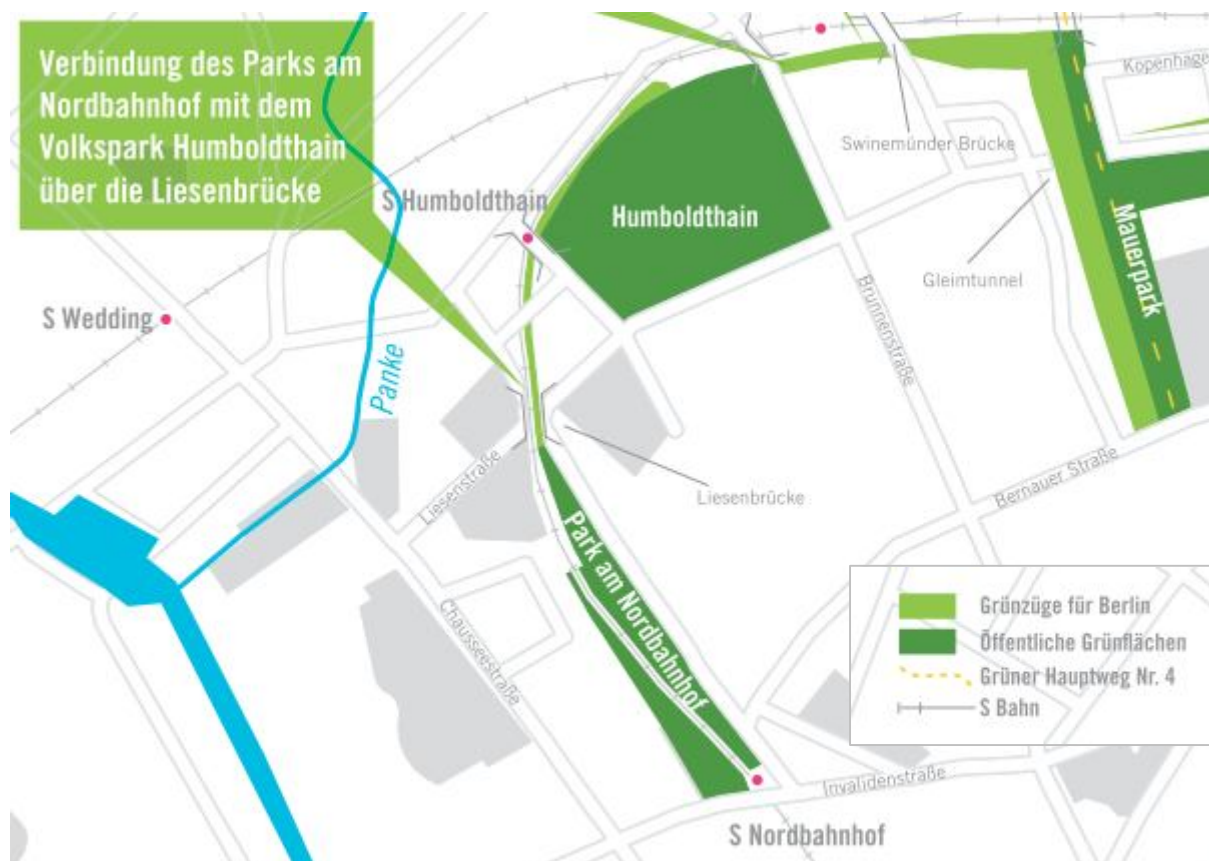 Verbindung des Parks am
Nordbahnhof mit dem
Volkspark Humboldthain
über die Liesenbrücke
Kopenhage
Swinemünder Brücke
S Humboldthain
Humboldthain
Gleimtunnel
Mauerpark
Brunnenstraße
S Wedding
Panke
Liesenstraße
Liesenbrücke
Bernauer Straße
Park am Nordbahnhof
Chausseestraße
Grünzüge für Berlin
Öffentliche Grünflächen
Grüner Hauptweg Nr. 4
S Bahn
Invalidenstraße
S Nordbahnhof